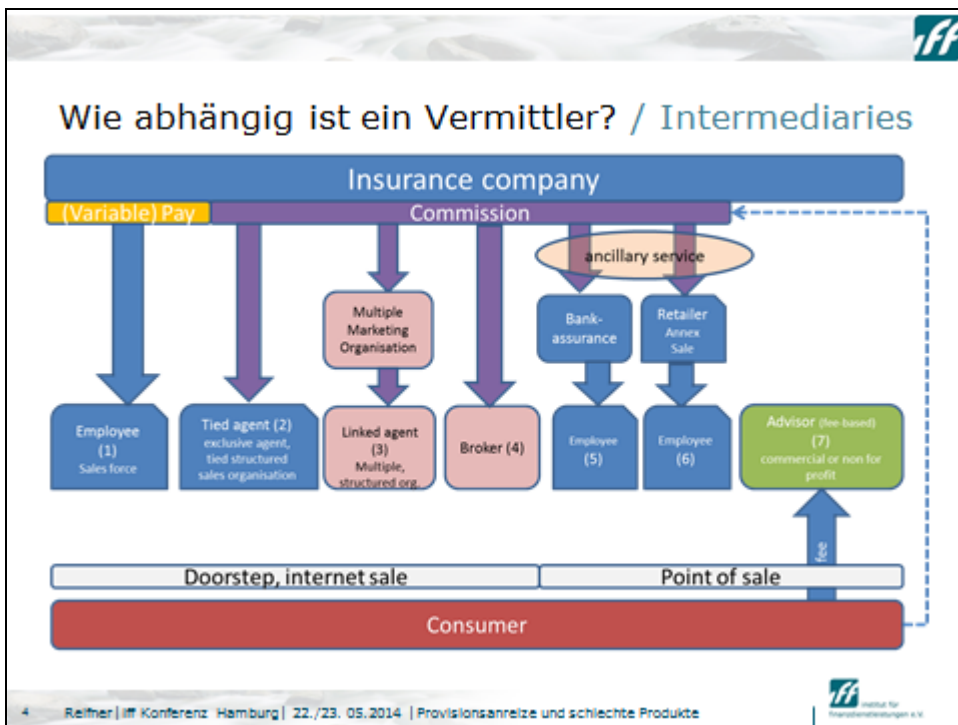 iff
Wie abhängig ist ein Vermittler? / Intermediaries
Insurance company
(Variable) Pay
Commission
ancillary service
Multiple
Marketing
Organisation
Bank-
assurance
Retailer
Annex
Sale
Employee
(1)
Sales force
Tied agent (2)
exclusive agent,
tied structured
sales organisation
Linked agent
(3)
Multiple,
structured org.
Broker (4)
Employee
(5)
Employee
(6)
Advisor (fee-based)
(7)
commercial or non for
profit
fee
Doorstep, internet sale
Point of sale
Consumer
4 Reifner| iff Konferenz Hamburg| 22./23. 05.2014 |Provisionsanreize und schlechte Produkte
iff
institut für
finanzdienstleistungen e.V.